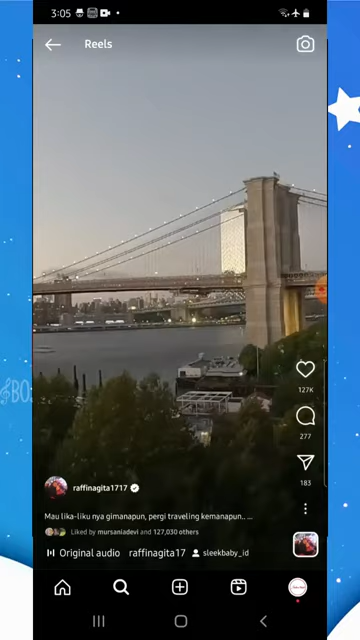 3:05
Reels
127K
277
183
raffinagita1717
Mau lika-liku nya gimanapun, pergi traveling kemanapun.. ...
Liked by mursaniadevi and 127,030 others
Original audio raffinagita17 sleekbaby_id